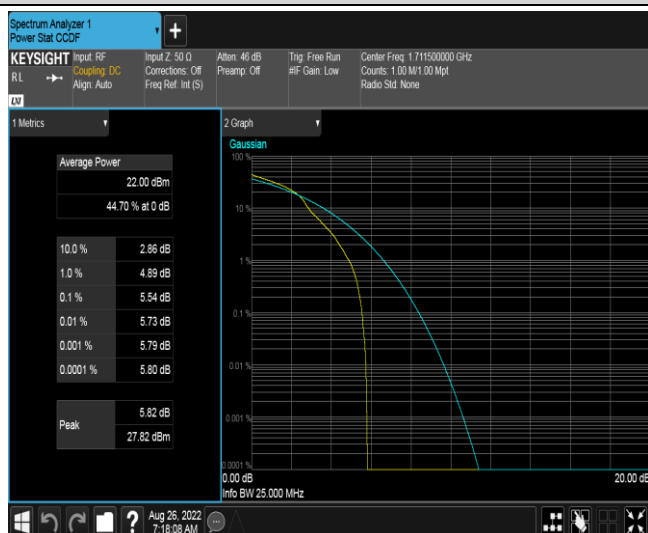 Spectrum Analyzer 1
Power Stat CCDF
KEYSIGHT
RL
LXI
Input: RF
Coupling: DC
Align: Auto
Input Z: 50 Ω
Corrections: Off
Freq Ref: Int (S)
Atten: 46 dB
Preamp: Off
Trig: Free Run
#IF Gain: Low
Center Freq: 1.711500000 GHz
Counts: 1.00 M/1.00 Mpt
Radio Std: None
1 Metrics
Average Power
22.00 dBm
44.70 % at 0 dB
10.0 % 2.86 dB
1.0 % 4.89 dB
0.1 % 5.54 dB
0.01 % 5.73 dB
0.001 % 5.79 dB
0.0001 % 5.80 dB
Peak
5.82 dB
27.82 dBm
2 Graph
Gaussian
100 %
10 %
1 %
0.1 %
0.01 %
0.001 %
0.0001 %
0.00 dB
20.00 dB
Info BW 25.000 MHz
Aug 26, 2022
7:18:08 AM